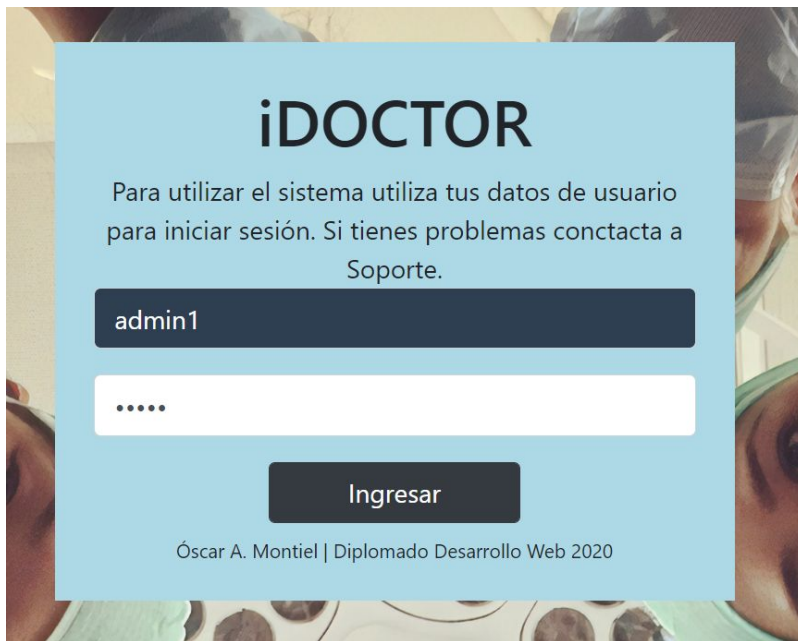 iDOCTOR
Para utilizar el sistema utiliza tus datos de usuario
para iniciar sesión. Si tienes problemas conctacta a
Soporte.
admin1
•••••
Ingresar
Óscar A. Montiel | Diplomado Desarrollo Web 2020